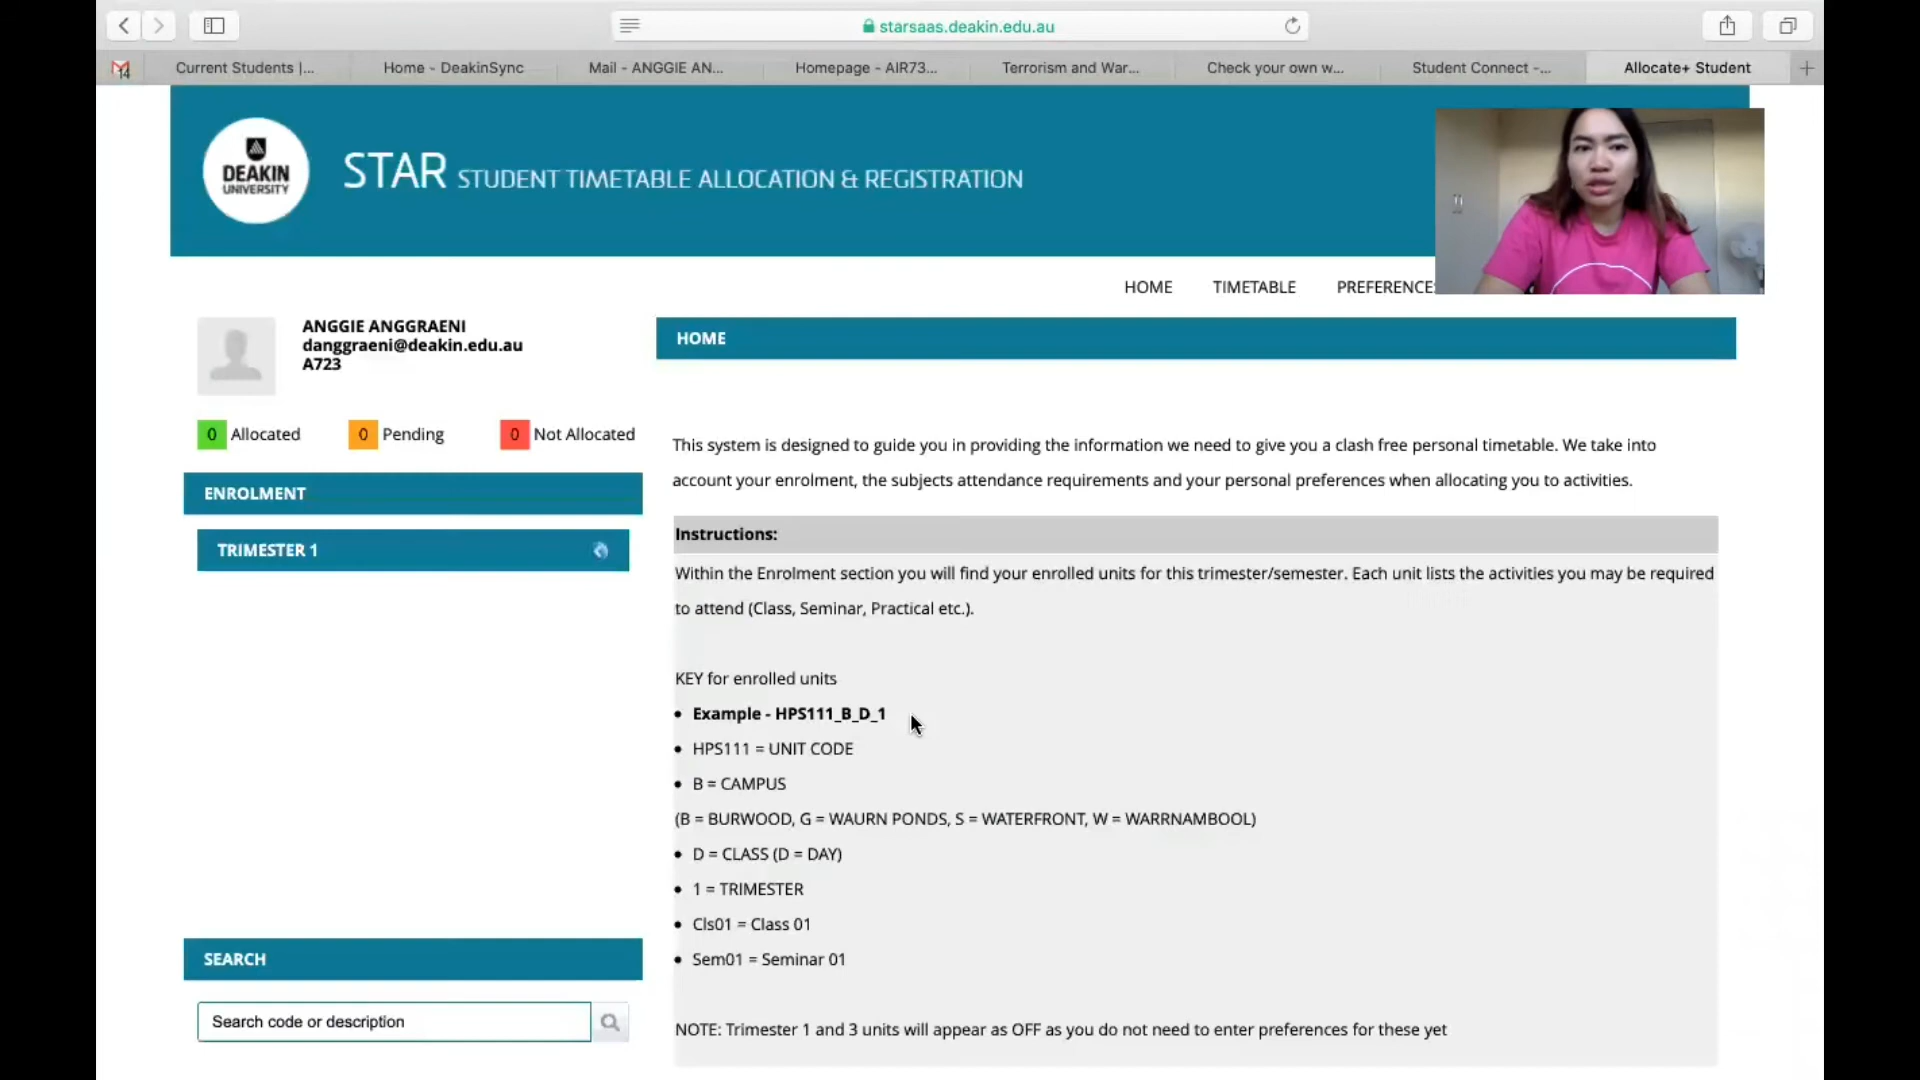 starsaas.deakin.edu.au
14
Current Students |...
Home - DeakinSync
Mail - ANGGIE AN...
Homepage - AIR73...
Terrorism and War...
Check your own w...
Student Connect -...
Allocate+ Student
DEAKIN
UNIVERSITY
STAR STUDENT TIMETABLE ALLOCATION & REGISTRATION
HOME
TIMETABLE
PREFERENCE
ANGGIE ANGGRAENI
danggraeni@deakin.edu.au
A723
0 Allocated
0 Pending
0 Not Allocated
ENROLMENT
TRIMESTER 1
SEARCH
Search code or description
HOME
This system is designed to guide you in providing the information we need to give you a clash free personal timetable. We take into
account your enrolment, the subjects attendance requirements and your personal preferences when allocating you to activities.
Instructions:
Within the Enrolment section you will find your enrolled units for this trimester/semester. Each unit lists the activities you may be required
to attend (Class, Seminar, Practical etc.).
KEY for enrolled units
• Example - HPS111_B_D_1
• HPS111 = UNIT CODE
• B = CAMPUS
(B = BURWOOD, G = WAURN PONDS, S = WATERFRONT, W = WARRNAMBOOL)
• D = CLASS (D = DAY)
• 1 = TRIMESTER
• Cls01 = Class 01
• Sem01 = Seminar 01
NOTE: Trimester 1 and 3 units will appear as OFF as you do not need to enter preferences for these yet